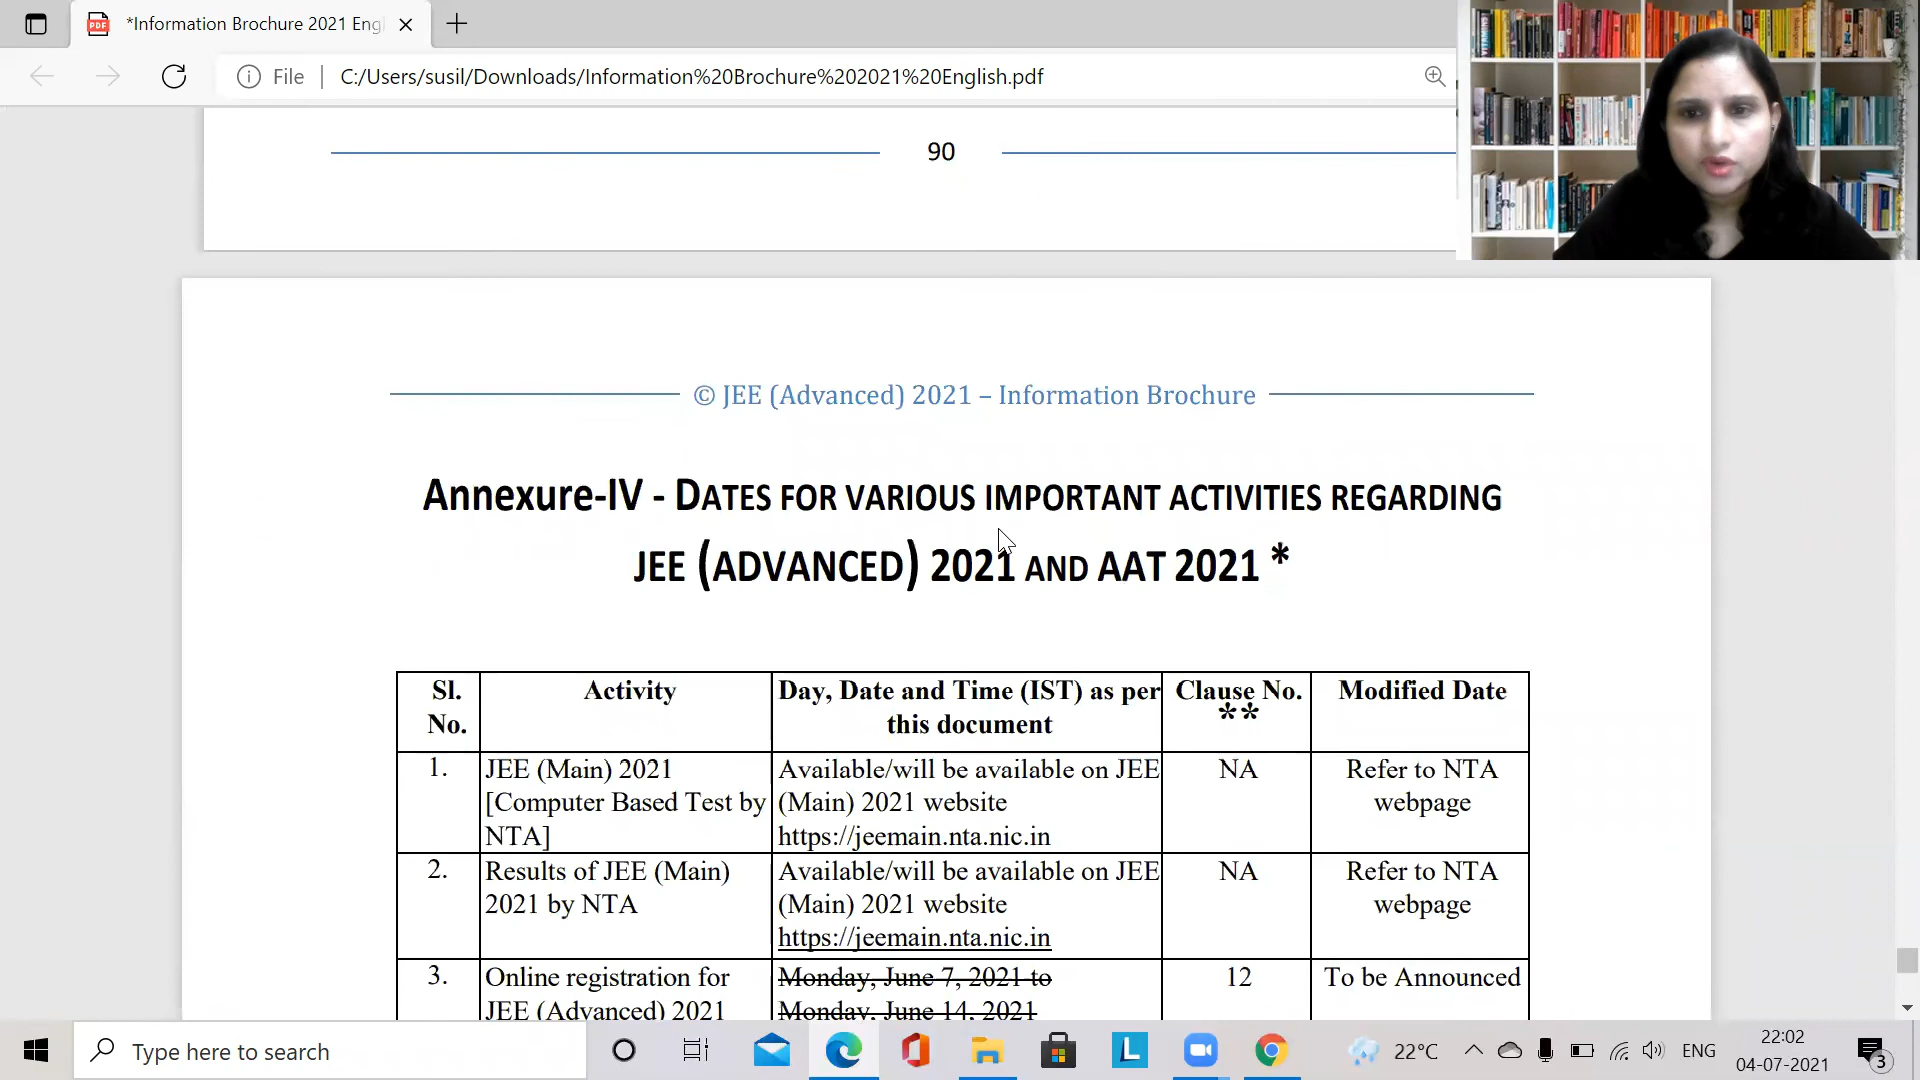 *Information Brochure 2021 Eng
File
C:/Users/susil/Downloads/Information%20Brochure%202021%20English.pdf
90
© JEE (Advanced) 2021 – Information Brochure
Annexure-IV - DATES FOR VARIOUS IMPORTANT ACTIVITIES REGARDING
JEE (ADVANCED) 2021 AND AAT 2021 *
Sl. No.
Activity
Day, Date and Time (IST) as per this document
Clause No. **
Modified Date
1.
JEE (Main) 2021
[Computer Based Test by
NTA]
Available/will be available on JEE
(Main) 2021 website
https://jeemain.nta.nic.in
NA
Refer to NTA
webpage
2.
Results of JEE (Main)
2021 by NTA
Available/will be available on JEE
(Main) 2021 website
https://jeemain.nta.nic.in
NA
Refer to NTA
webpage
3.
Online registration for
JEE (Advanced) 2021
Monday, June 7, 2021 to
Monday, June 14, 2021
12
To be Announced
Type here to search
L
22°C
ENG
22:02
04-07-2021
3